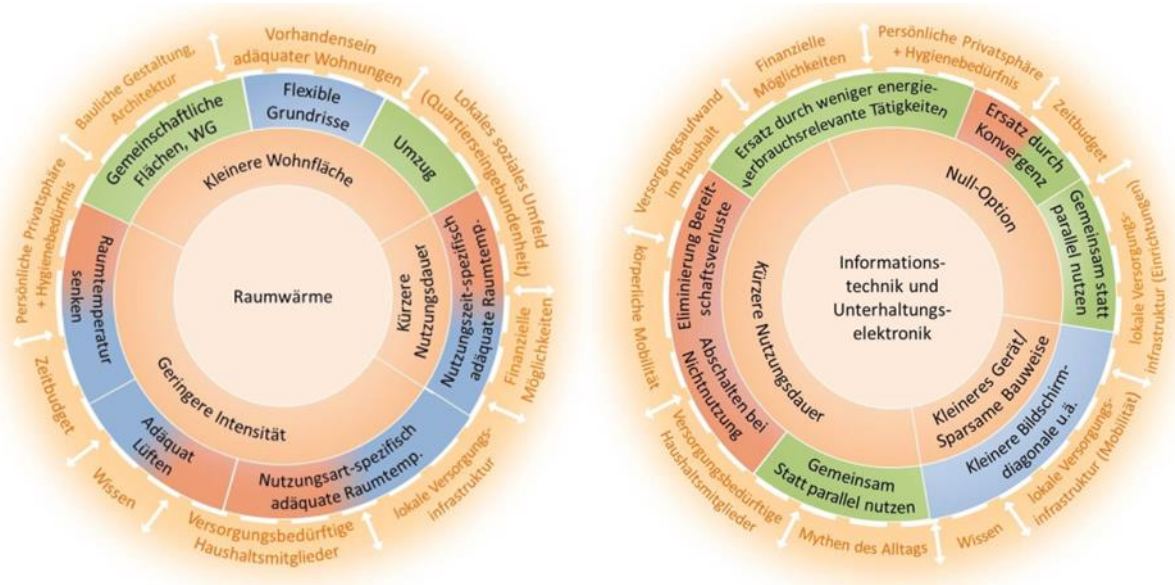 Vorhandensein
adäquater Wohnungen
Bauliche Gestaltung,
Architektur
Lokales soziales Umfeld
(Quartierseigebundenheit)
Persönliche Privatsphäre
+ Hygienebedürfnis
Finanzielle
Möglichkeiten
Zeitbudget
lokale Versorgungs-
infrastruktur
Wissen
Versorgungsbedürftige
Haushaltsmitglieder
Gemeinschaftliche
Flächen, WG
Flexible
Grundrisse
Umzug
Nutzungszeit-spezifisch
adäquate Raumtemp.
Nutzungsart-spezifisch
adäquate Raumtemp.
Adäquat
Lüften
Raumtemperatur
senken
Kleinere Wohnfläche
Kürzere
Nutzungsdauer
Geringere Intensität
Raumwärme
Persönliche Privatsphäre
+ Hygienebedürfnis
Finanzielle
Möglichkeiten
Zeitbudget
Versorgungsaufwand
im Haushalt
lokale Versorgungs-
infrastruktur (Einrichtungen)
körperliche Mobilität
lokale Versorgungs-
infrastruktur (Mobilität)
Versorgungsbedürftige
Haushaltsmitglieder
Mythen des Alltags
Wissen
Ersatz durch weniger energie-
verbrauchsrelevante Tätigkeiten
Ersatz durch
Konvergenz
Gemeinsam statt
parallel nutzen
Kleinere Bildschirm-
diagonale u.ä.
Gemeinsam
Statt parallel nutzen
Abschalten bei
Nichtnutzung
Eliminierung Bereit-
schaftsverluste
Null-Option
Kleineres Gerät/
Sparsame Bauweise
Kürzere Nutzungsdauer
Informations-
technik und
Unterhaltungs-
elektronik